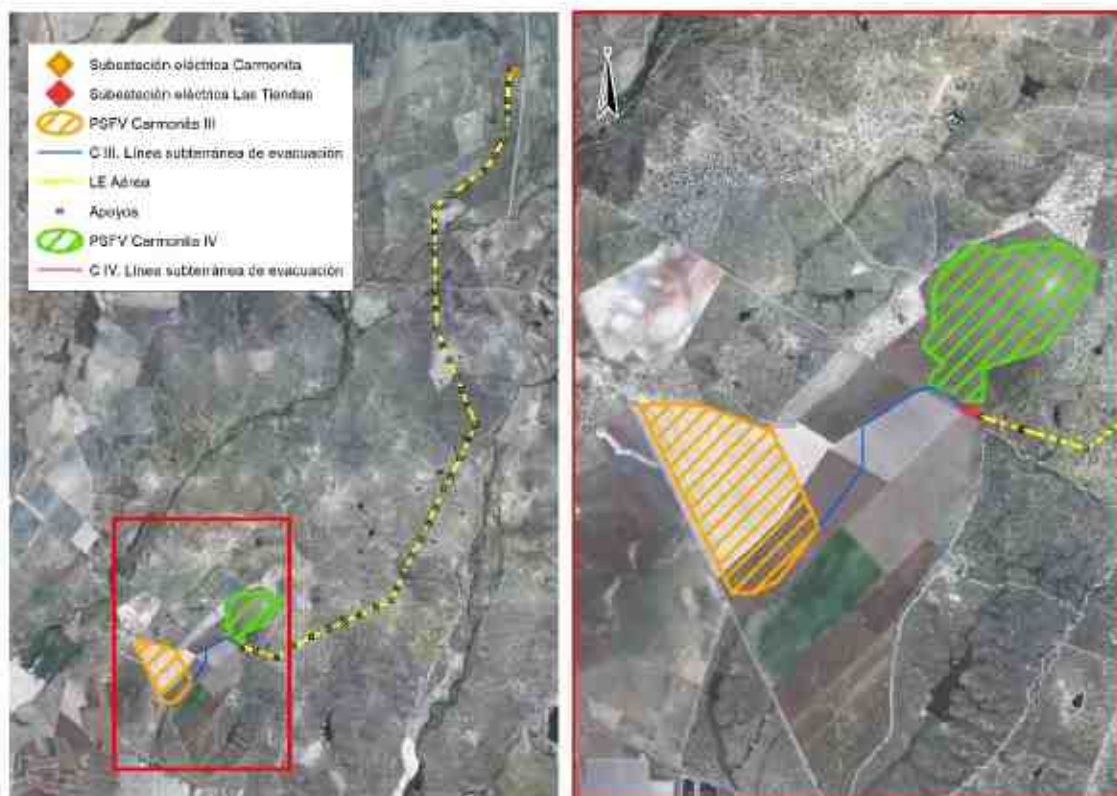 Subestación eléctrica Carmonita
Subestación eléctrica Las Tiendas
PSFV Carmonita III
C III. Línea subterránea de evacuación
LE Aérea
Apoyos
PSFV Carmonita IV
C IV. Línea subterránea de evacuación